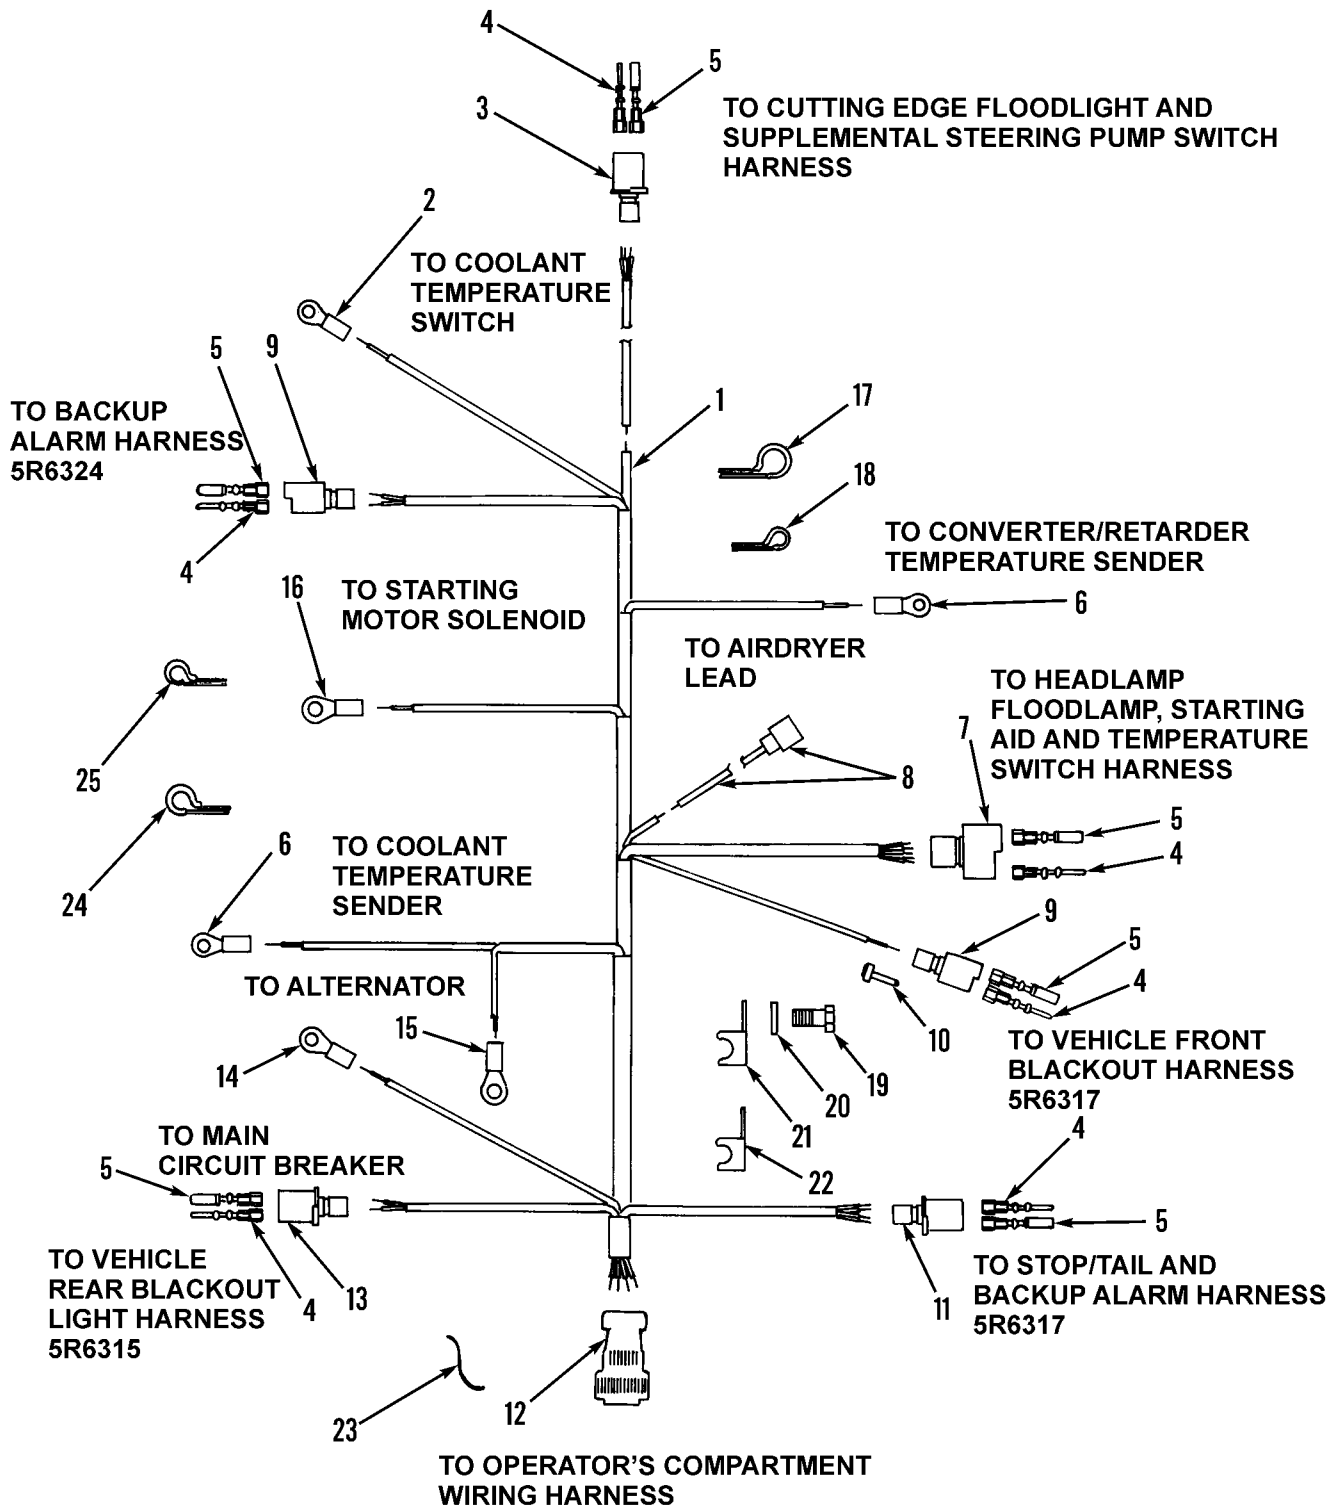 4
5
TO CUTTING EDGE FLOODLIGHT AND
SUPPLEMENTAL STEERING PUMP SWITCH
HARNESS
3
2
TO COOLANT
TEMPERATURE
SWITCH
5
9
TO BACKUP
ALARM HARNESS
5R6324
4
1
17
18
TO CONVERTER/RETARDER
TEMPERATURE SENDER
6
16
TO STARTING
MOTOR SOLENOID
TO AIRDRYER
LEAD
25
TO HEADLAMP
FLOODLAMP, STARTING
AID AND TEMPERATURE
SWITCH HARNESS
7
8
5
4
24
6
TO COOLANT
TEMPERATURE
SENDER
9
5
4
TO ALTERNATOR
15
14
10
19
20
21
22
TO VEHICLE FRONT
BLACKOUT HARNESS
5R6317
4
5
TO MAIN
CIRCUIT BREAKER
5
TO VEHICLE
REAR BLACKOUT
LIGHT HARNESS
5R6315
4
13
11
TO STOP/TAIL AND
BACKUP ALARM HARNESS
5R6317
23
12
TO OPERATOR'S COMPARTMENT
WIRING HARNESS